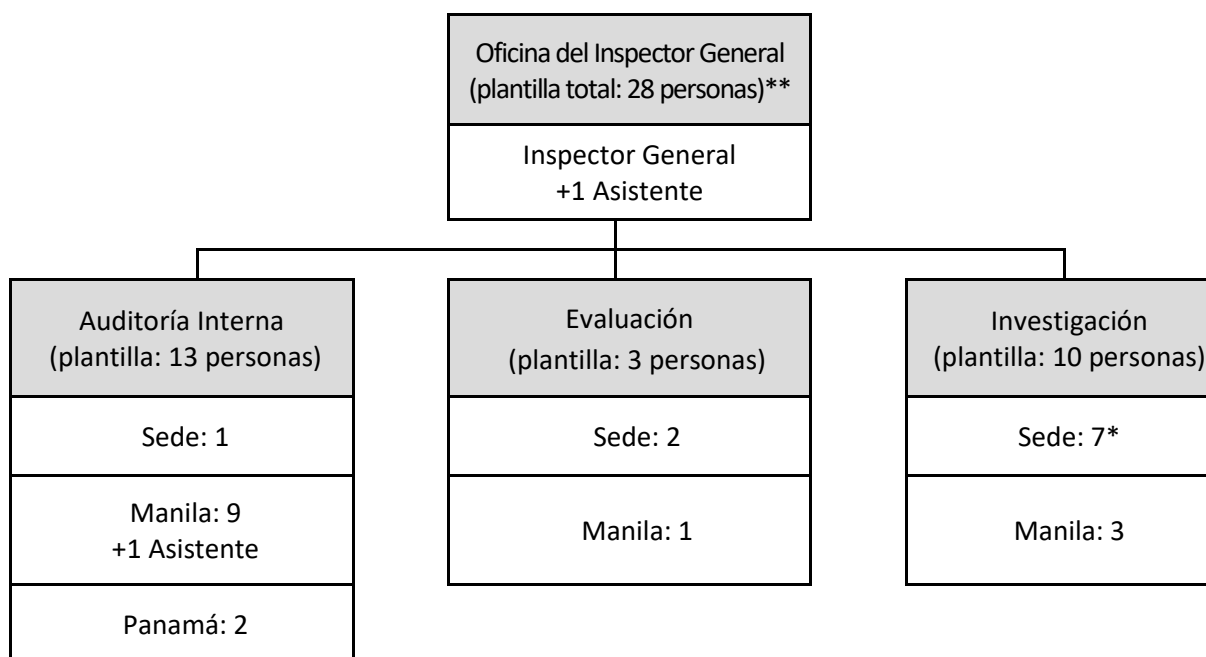 Oficina del Inspector General
(plantilla total: 28 personas)**
Inspector General
+1 Asistente
Auditoría Interna
(plantilla: 13 personas)
Sede: 1
Manila: 9
+1 Asistente
Panamá: 2
Evaluación
(plantilla: 3 personas)
Sede: 2
Manila: 1
Investigación
(plantilla: 10 personas)
Sede: 7*
Manila: 3